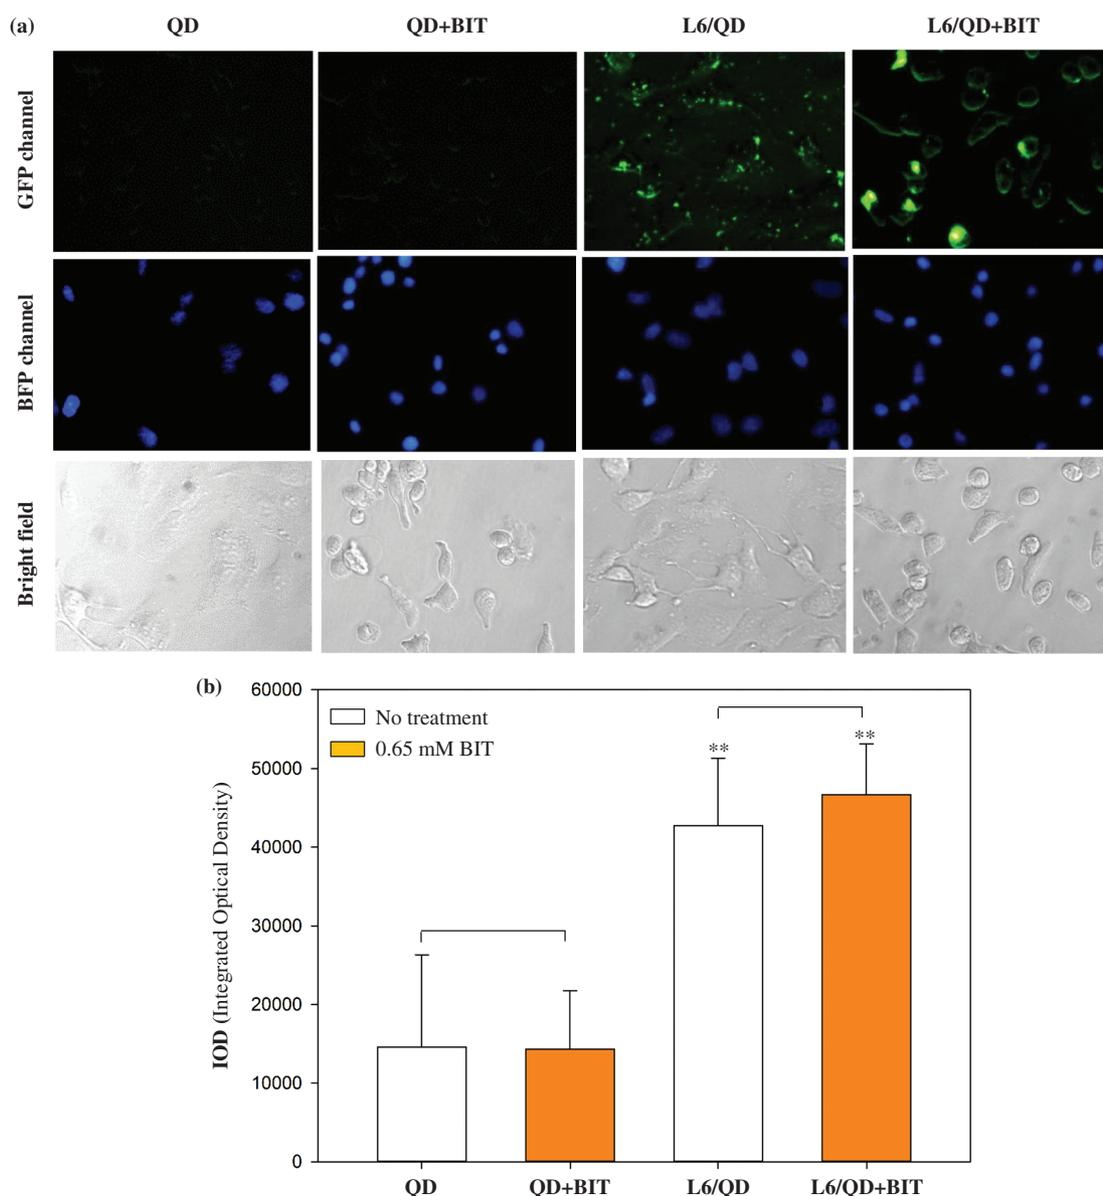 (a)
QD
QD+BIT
L6/QD
L6/QD+BIT
GFP channel
BFP channel
Bright field
(b)
60000
50000
40000
30000
20000
10000
0
IOD (Integrated Optical Density)
No treatment
0.65 mM BIT
**
**
QD
QD+BIT
L6/QD
L6/QD+BIT